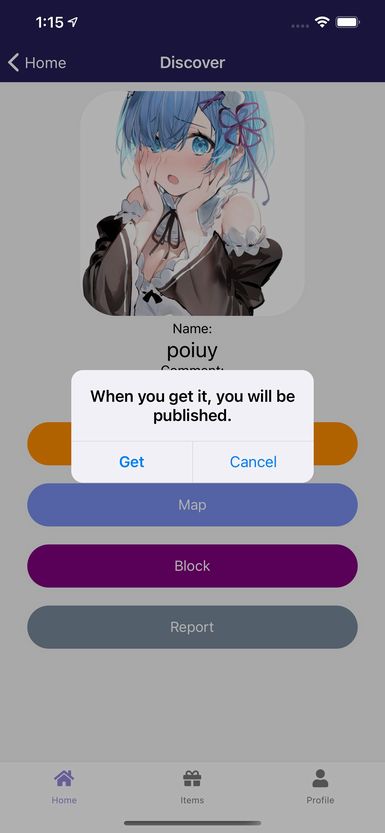 1:15
Home
Discover
Name:
poiuy
Comment:
When you get it, you will be
published.
Get
Cancel
Map
Block
Report
Home
Items
Profile